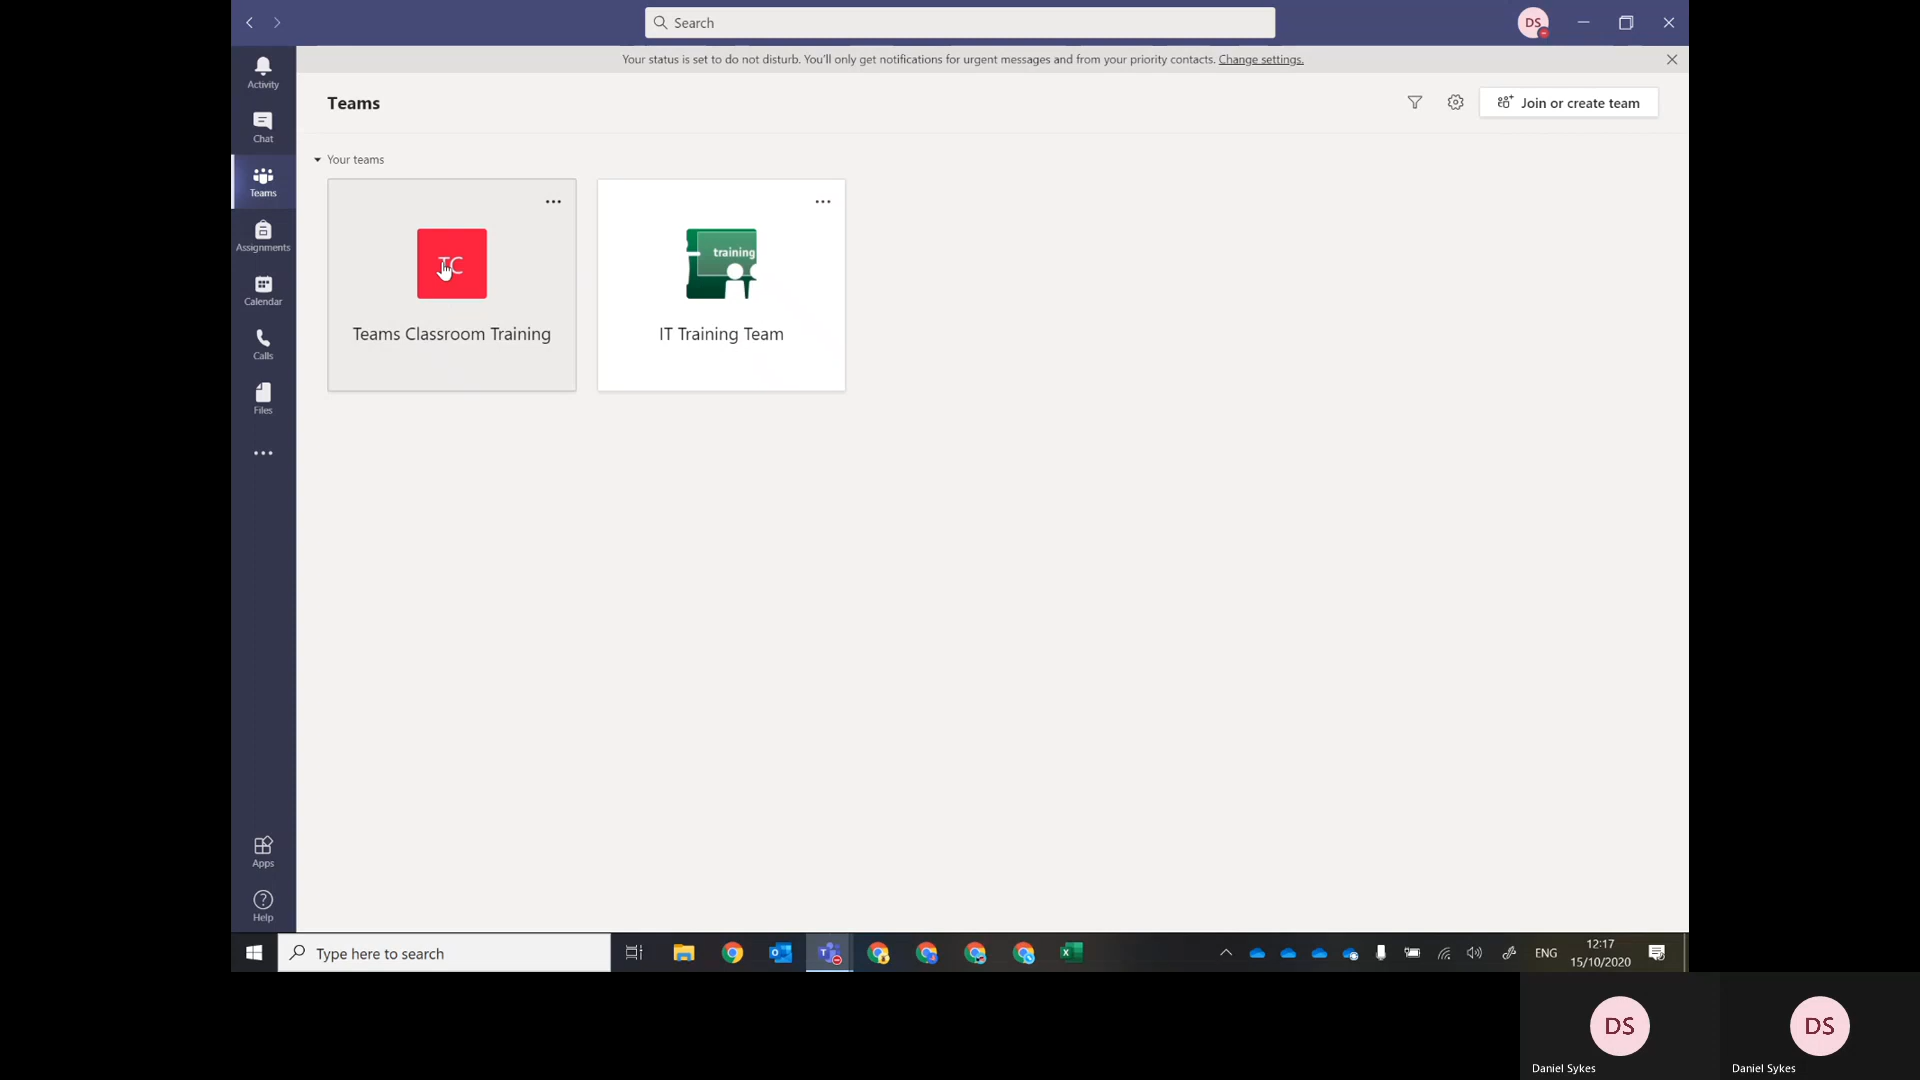 Search
DS
Your status is set to do not disturb. You'll only get notifications for urgent messages and from your priority contacts. Change settings.
Activity
Chat
Teams
Assignments
Calendar
Calls
Files
Apps
Help
Teams
Join or create team
Your teams
TC
Teams Classroom Training
training
IT Training Team
Type here to search
ENG
12:17
15/10/2020
DS
Daniel Sykes
DS
Daniel Sykes